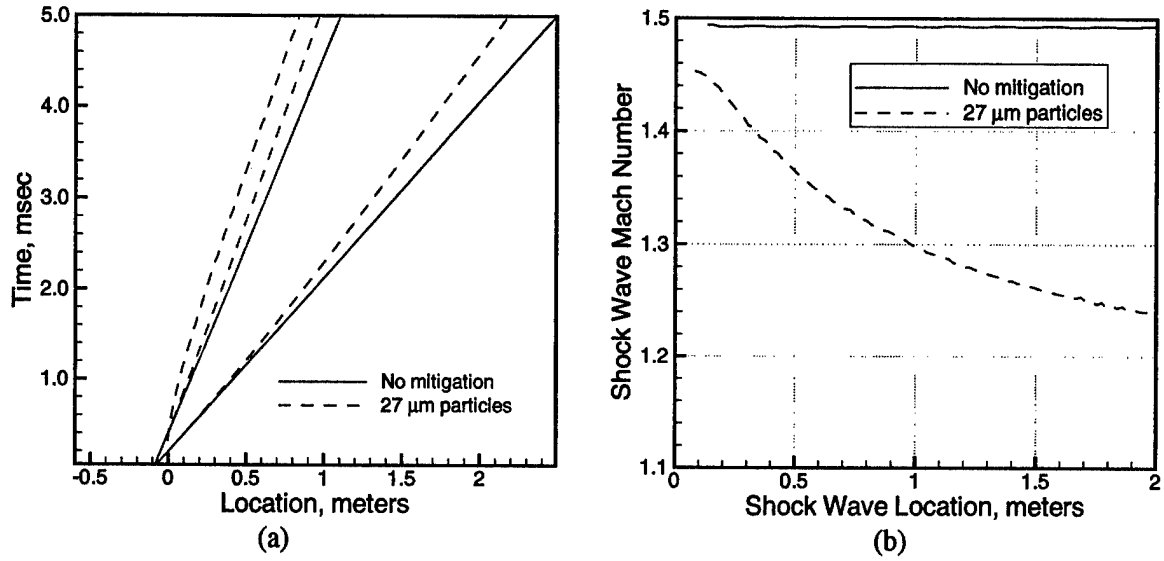 5.0
4.0
3.0
2.0
1.0
Time, msec
No mitigation
27 μm particles
-0.5 0 0.5 1 1.5 2
Location, meters
(a)
1.5
1.4
1.3
1.2
1.1
Shock Wave Mach Number
No mitigation
27 μm particles
0 0.5 1 1.5 2
Shock Wave Location, meters
(b)